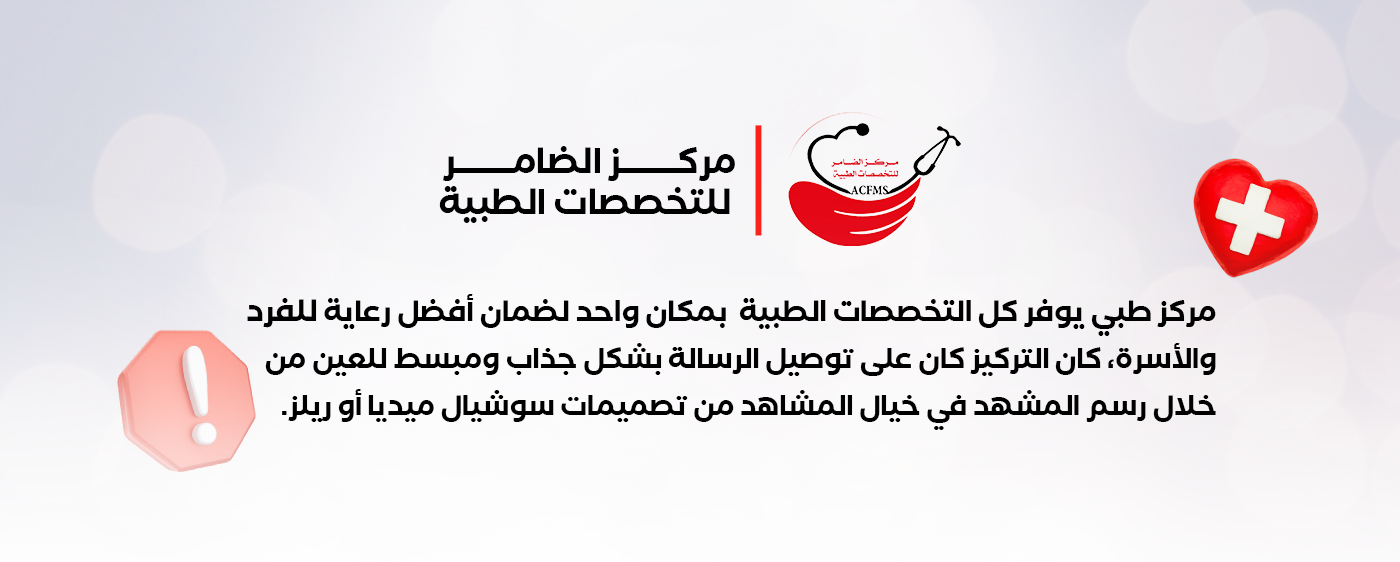 مركز الضامر
للتخصصات الطبية
مركز الضامر
للتخصصات الطبية
ACFMS
مركز طبي يوفر كل التخصصات الطبية بمكان واحد لضمان أفضل رعاية للفرد
والأسرة، كان التركيز كان على توصيل الرسالة بشكل جذاب ومبسط للعين من
خلال رسم المشهد في خيال المشاهد من تصميمات سوشيال ميديا أو ريلز.